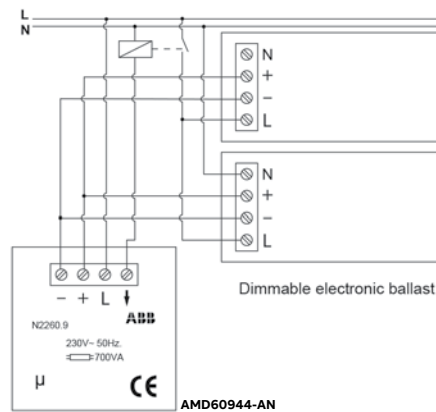 L
N
N
+
−
L
N
+
−
L
Dimmable electronic ballast
− + L
ABB
N2260.9
230V~ 50Hz.
700VA
μ
CE
AMD60944-AN